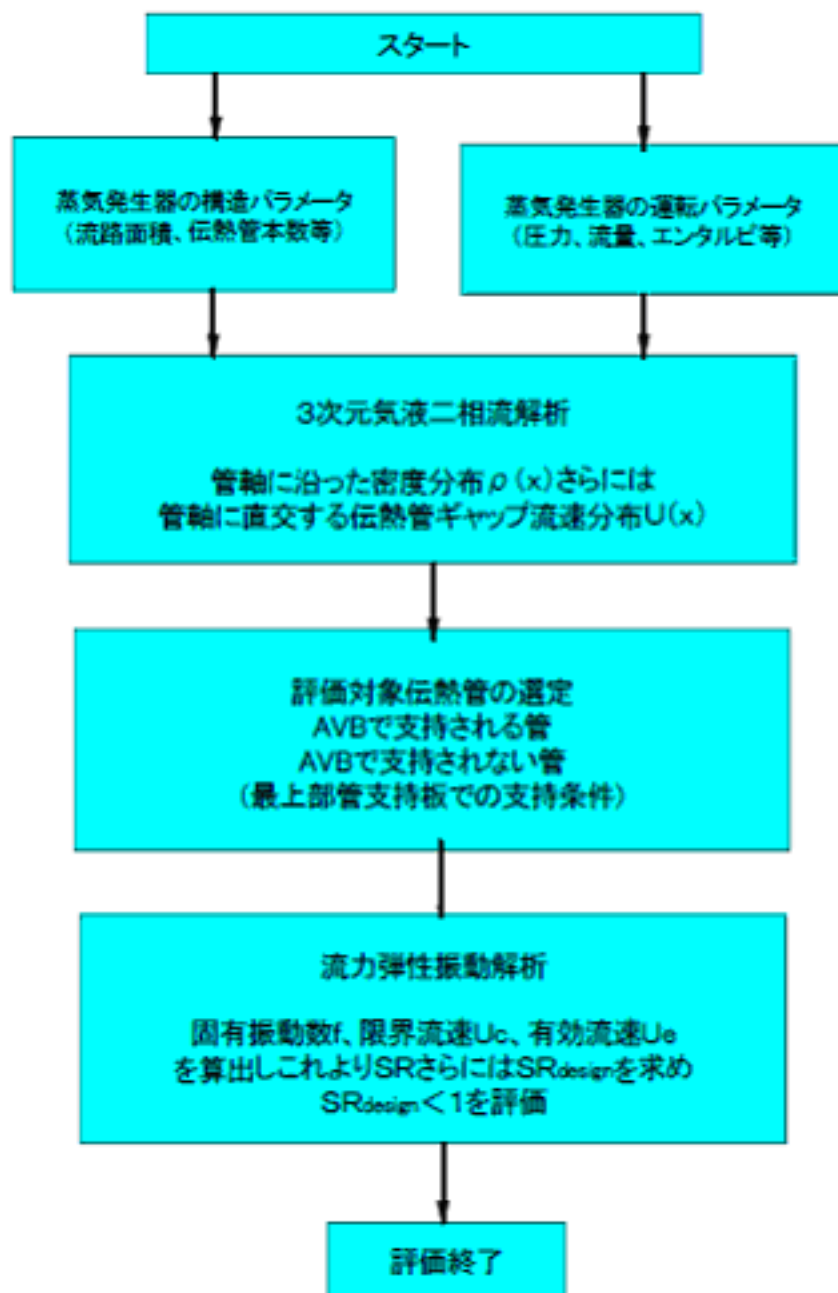 スタート
蒸気発生器の構造パラメータ
（流路面積、伝熱管本数等）
蒸気発生器の運転パラメータ
（圧力、流量、エンタルピ等）
３次元気液二相流解析
管軸に沿った密度分布ρ(x)さらには
管軸に直交する伝熱管ギャップ流速分布U(x)
評価対象伝熱管の選定
AVBで支持される管
AVBで支持されない管
（最上部管支持板での支持条件）
流力弾性振動解析
固有振動数f、限界流速Uc、有効流速Ue
を算出しこれよりSRさらにはSRdesignを求め
SRdesign＜1を評価
評価終了